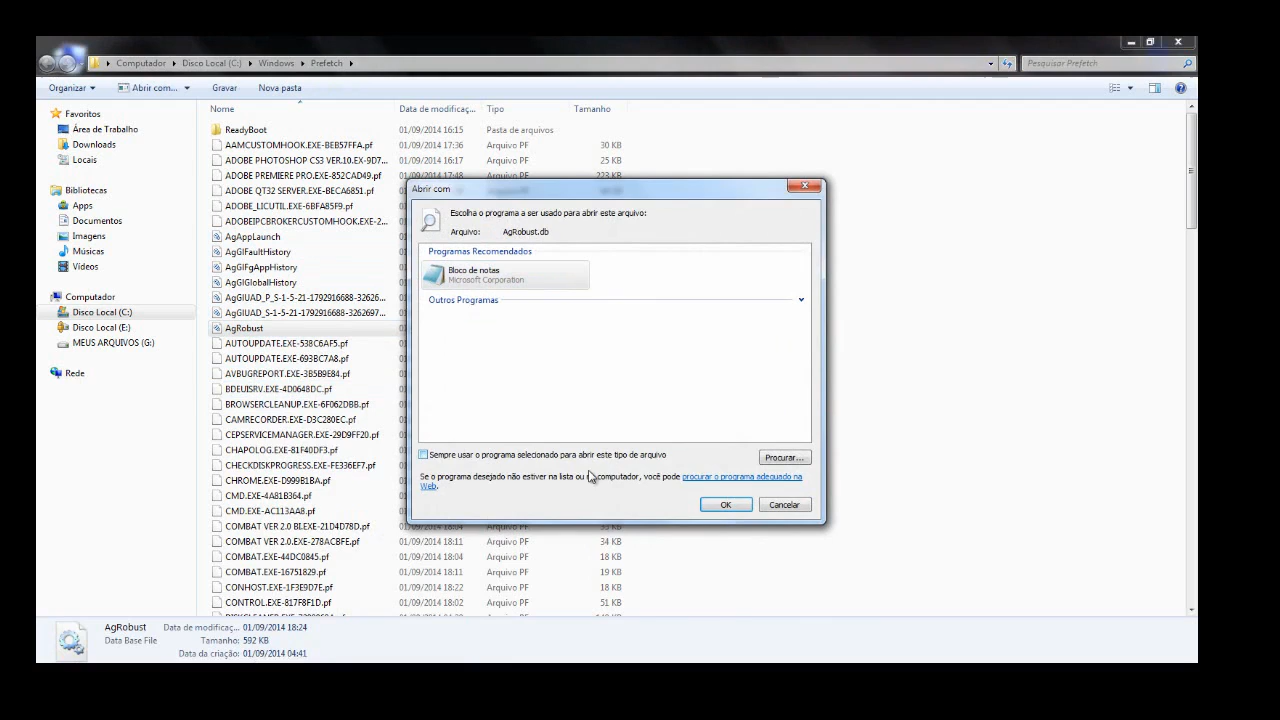 Computador
Disco Local (C:)
Windows
Prefetch
Pesquisar Prefetch
Organizar
Abrir com...
Gravar
Nova pasta
Favoritos
Área de Trabalho
Downloads
Locais
Bibliotecas
Apps
Documentos
Imagens
Músicas
Vídeos
Computador
Disco Local (C:)
Disco Local (E:)
MEUS ARQUIVOS (G:)
Rede
Nome Data de modificaç... Tipo Tamanho
ReadyBoot 01/09/2014 16:15 Pasta de arquivos
AAMCUSTOMHOOK.EXE-BEB57FFA.pf 01/09/2014 17:36 Arquivo PF 30 KB
ADOBE PHOTOSHOP CS3 VER.10.EX-9D7... 01/09/2014 16:17 Arquivo PF 25 KB
ADOBE PREMIERE PRO.EXE-852CAD49.pf 01/09/2014 17:48 Arquivo PF 223 KB
ADOBE QT32 SERVER.EXE-BECA6851.pf
ADOBE_LICUTIL.EXE-6BFA85F9.pf
ADOBEIPCBROKERCUSTOMHOOK.EXE-2...
AgAppLaunch
AgGlFaultHistory
AgGlFgAppHistory
AgGlGlobalHistory
AgGlUAD_P_S-1-5-21-1792916688-32626...
AgGlUAD_S-1-5-21-1792916688-3262697...
AgRobust
AUTOUPDATE.EXE-538C6AF5.pf
AUTOUPDATE.EXE-693BC7A8.pf
AVBUGREPORT.EXE-3B5B9E84.pf
BDEUISRV.EXE-4D0648DC.pf
BROWSERCLEANUP.EXE-6F062DBB.pf
CAMRECORDER.EXE-D3C280EC.pf
CEPSERVICEMANAGER.EXE-29D9FF20.pf
CHAPOLOG.EXE-81F40DF3.pf
CHECKDISKPROGRESS.EXE-FE336EF7.pf
CHROME.EXE-D999B1BA.pf
CMD.EXE-4A81B364.pf
CMD.EXE-AC113AA8.pf
COMBAT VER 2.0 BI.EXE-21D4D78D.pf 01/09/2014 18:04 Arquivo PF 33 KB
COMBAT VER 2.0.EXE-278ACBFE.pf 01/09/2014 18:11 Arquivo PF 34 KB
COMBAT.EXE-44DC0845.pf 01/09/2014 18:04 Arquivo PF 18 KB
COMBAT.EXE-16751829.pf 01/09/2014 18:11 Arquivo PF 19 KB
CONHOST.EXE-1F3E9D7E.pf 01/09/2014 18:22 Arquivo PF 18 KB
CONTROL.EXE-817F8F1D.pf 01/09/2014 18:02 Arquivo PF 51 KB
Abrir com
Escolha o programa a ser usado para abrir este arquivo:
Arquivo: AgRobust.db
Programas Recomendados
Bloco de notas
Microsoft Corporation
Outros Programas
Sempre usar o programa selecionado para abrir este tipo de arquivo
Procurar...
Se o programa desejado não estiver na lista ou computador, você pode procurar o programa adequado na
Web.
OK
Cancelar
AgRobust Data de modificaç... 01/09/2014 18:24
Data Base File Tamanho: 592 KB
Data da criação: 01/09/2014 04:41